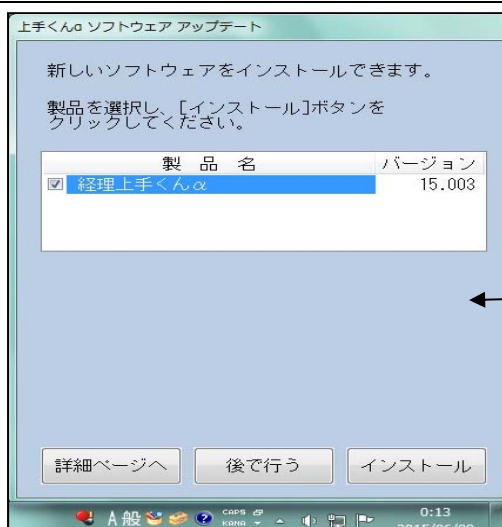 上手くんα ソフトウェア アップデート
新しいソフトウェアをインストールできます。
製品を選択し、[インストール]ボタンを
クリックしてください。
製 品 名 バージョン
経理上手くんα 15.003
詳細ページへ 後で行う インストール
A 般 CAPS KANA 0:13